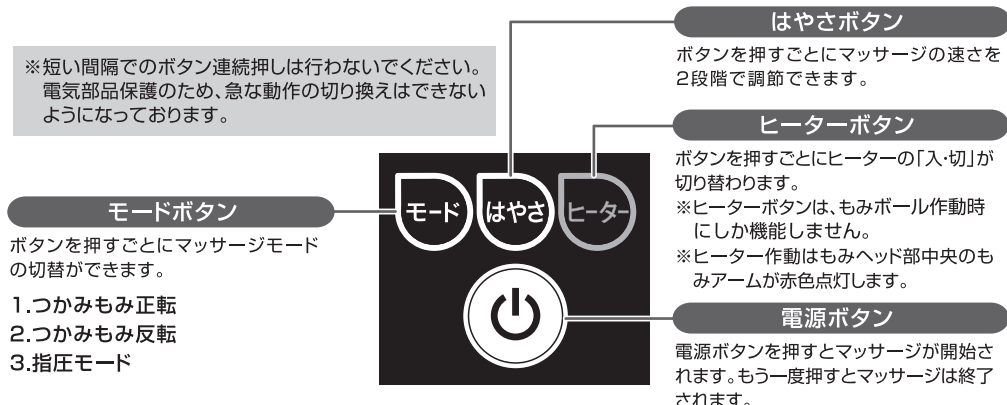 ※短い間隔でのボタン連続押しは行わないでください。
電気部品保護のため、急な動作の切り換えはできない
ようになっております。
はやさボタン
ボタンを押すごとにマッサージの速さを
2段階で調節できます。
ヒーターボタン
ボタンを押すごとにヒーターの「入・切」が
切り替わります。
※ヒーターボタンは、もみボール作動時
にしか機能しません。
※ヒーター作動はもみヘッド部中央のも
みアームが赤色点灯します。
モードボタン
ボタンを押すごとにマッサージモード
の切替ができます。
1.つかみもみ正転
2.つかみもみ反転
3.指圧モード
モード
はやさ
ヒーター
電源ボタン
電源ボタンを押すとマッサージが開始さ
れます。もう一度押すとマッサージは終了
されます。